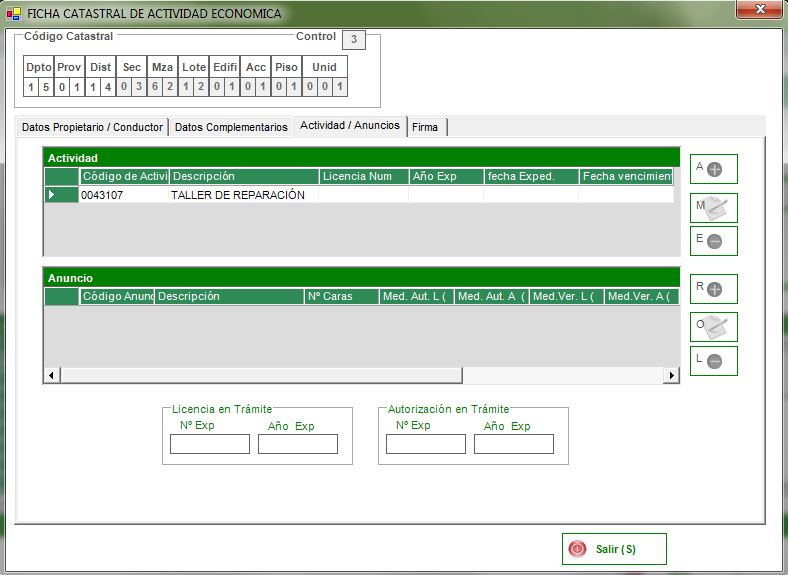 FICHA CATASTRAL DE ACTIVIDAD ECONOMICA
Código Catastral Control 3
Dpto Prov Dist Sec Mza Lote Edifi Acc Piso Unid
1 5 0 1 1 4 0 3 6 2 1 2 0 1 0 1 0 1 0 0 1
Datos Propietario / Conductor Datos Complementarios Actividad / Anuncios Firma
Actividad
Código de Activi Descripción Licencia Num Año Exp fecha Exped. Fecha vencimien
0043107 TALLER DE REPARACIÓN
A
M
E
Anuncio
Código Anunc Descripción Nº Caras Med. Aut. L ( Med. Aut. A ( Med.Ver. L ( Med.Ver. A (
R
O
L
Licencia en Trámite
Nº Exp Año Exp
Autorización en Trámite
Nº Exp Año Exp
Salir (S)